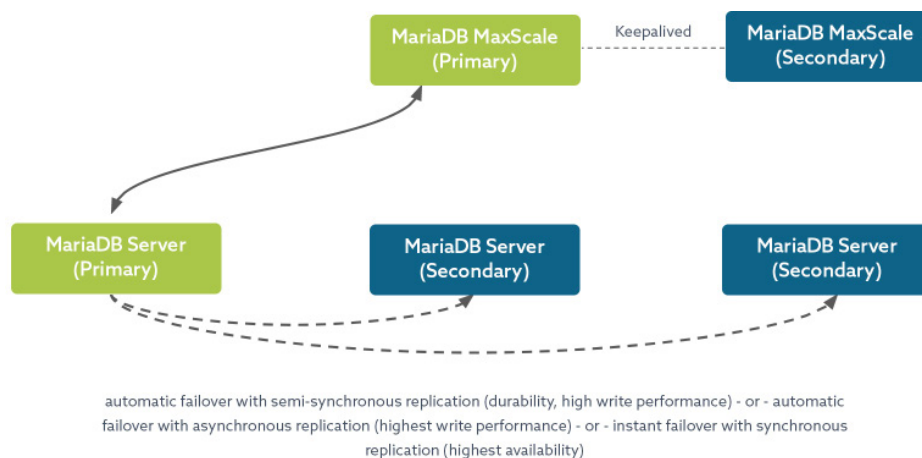 MariaDB MaxScale
(Primary)
Keepalived
MariaDB MaxScale
(Secondary)
MariaDB Server
(Primary)
MariaDB Server
(Secondary)
MariaDB Server
(Secondary)
automatic failover with semi-synchronous replication (durability, high write performance) - or - automatic
failover with asynchronous replication (highest write performance) - or - instant failover with synchronous
replication (highest availability)